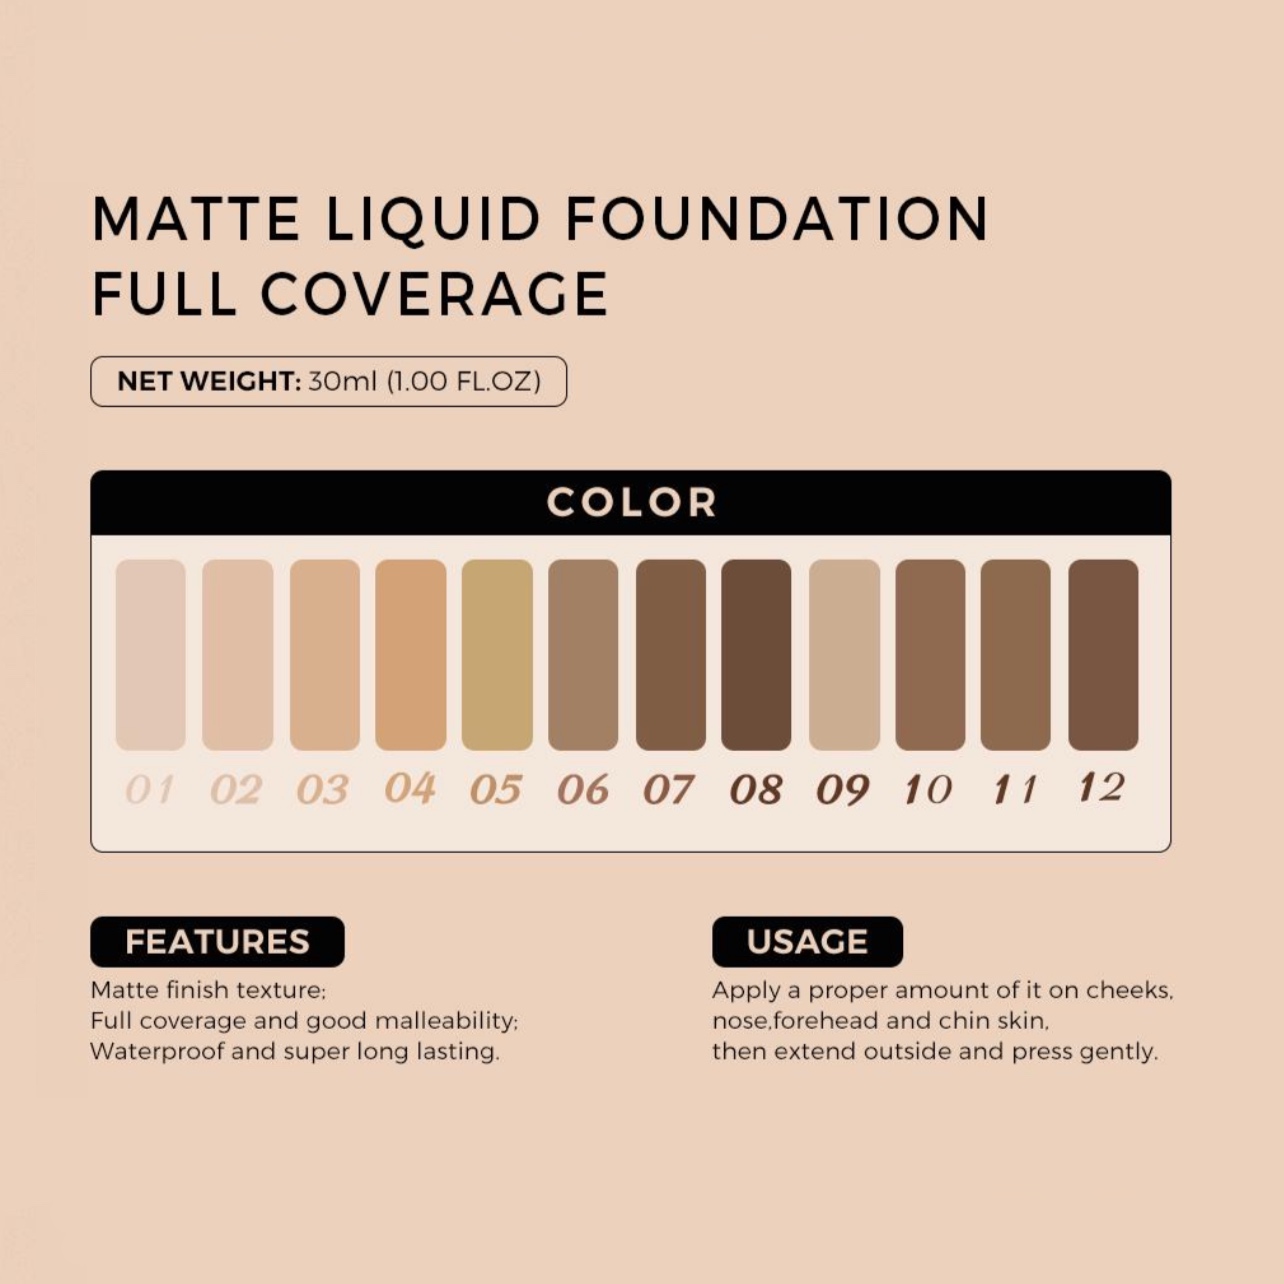 MATTE LIQUID FOUNDATION
FULL COVERAGE
NET WEIGHT: 30ml (1.00 FL.OZ)
COLOR
01 02 03 04 05 06 07 08 09 10 11 12
FEATURES
Matte finish texture;
Full coverage and good malleability;
Waterproof and super long lasting.
USAGE
Apply a proper amount of it on cheeks,
nose,forehead and chin skin,
then extend outside and press gently.